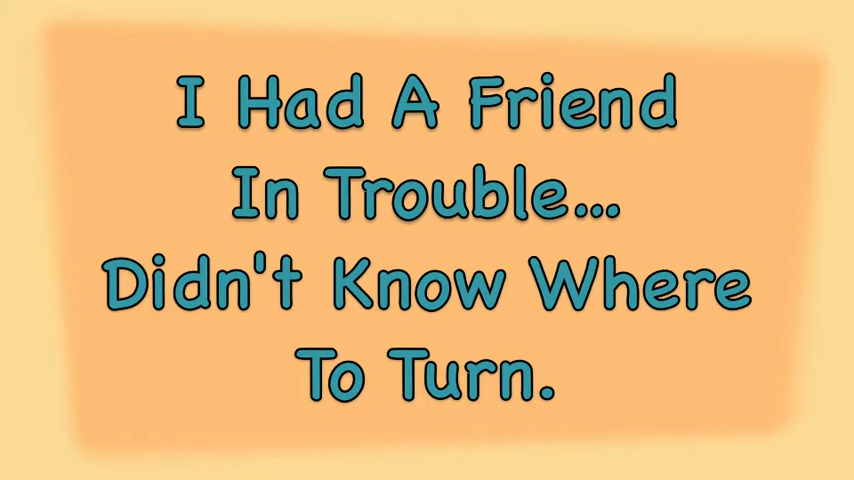 I Had A Friend
In Trouble...
Didn't Know Where
To Turn.